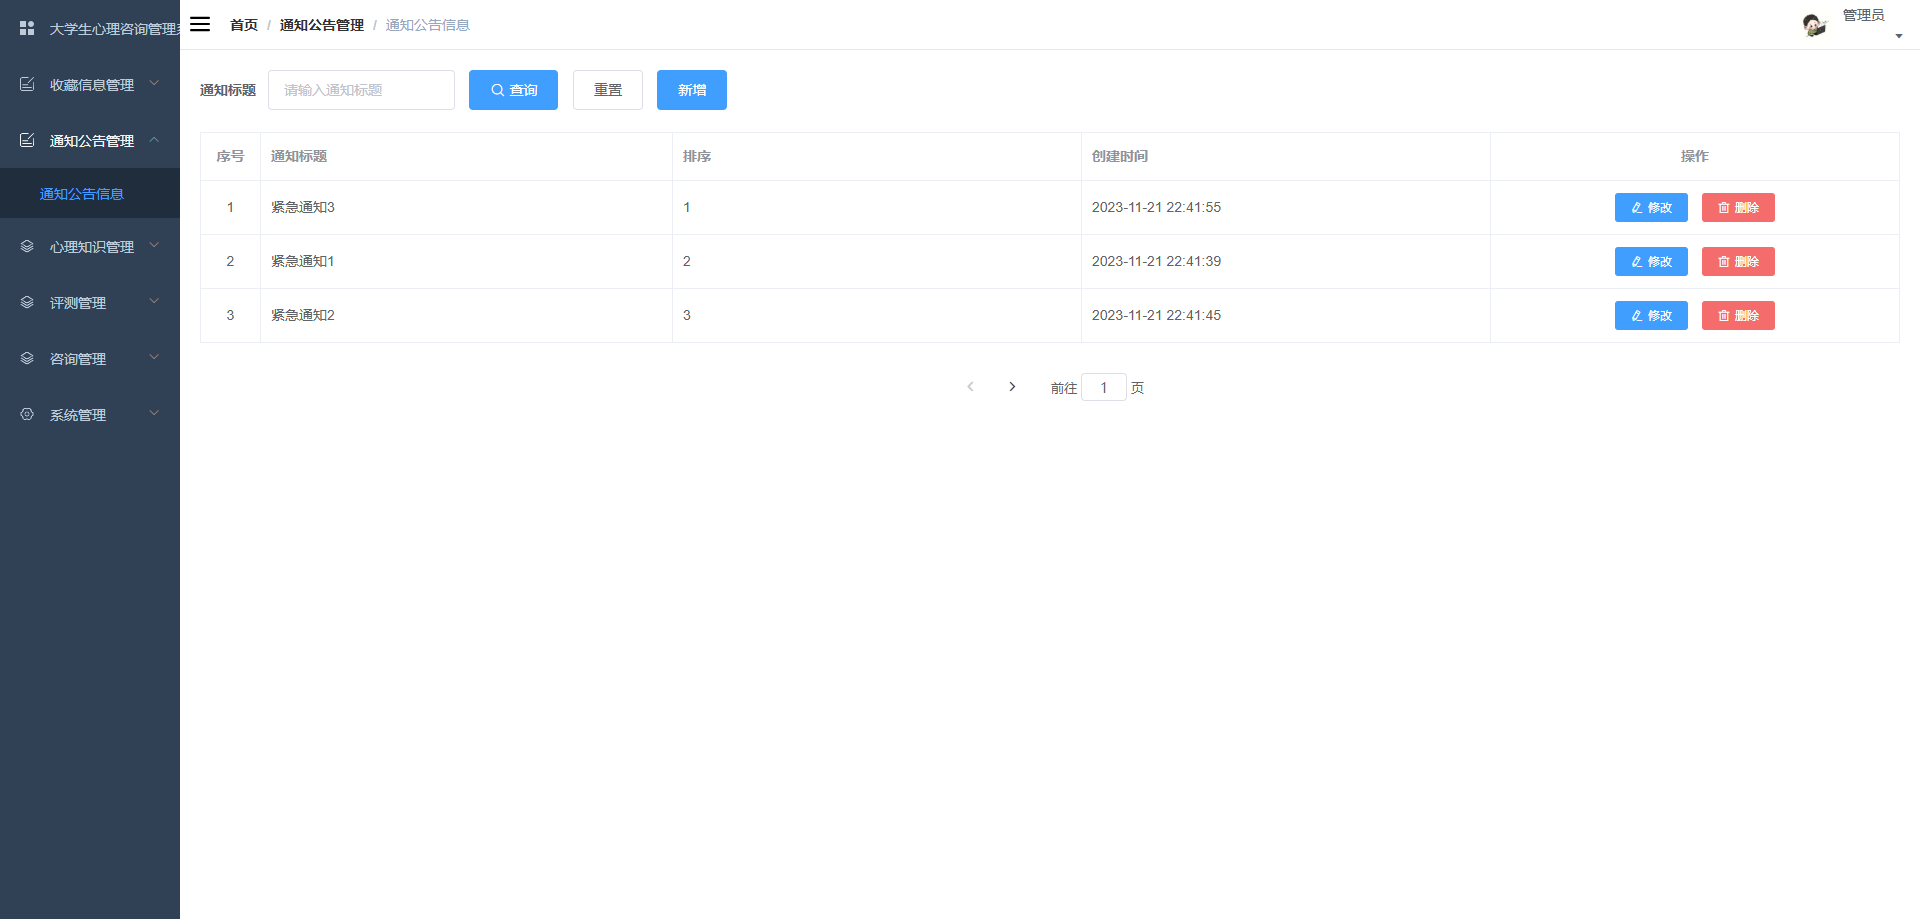 大学生心理咨询管理
收藏信息管理
通知公告管理
通知公告信息
心理知识管理
评测管理
咨询管理
系统管理
首页 / 通知公告管理 / 通知公告信息
管理员
通知标题 请输入通知标题 查询 重置 新增
序号 通知标题 排序 创建时间 操作
1 紧急通知3 1 2023-11-21 22:41:55 修改 删除
2 紧急通知1 2 2023-11-21 22:41:39 修改 删除
3 紧急通知2 3 2023-11-21 22:41:45 修改 删除
前往 1 页